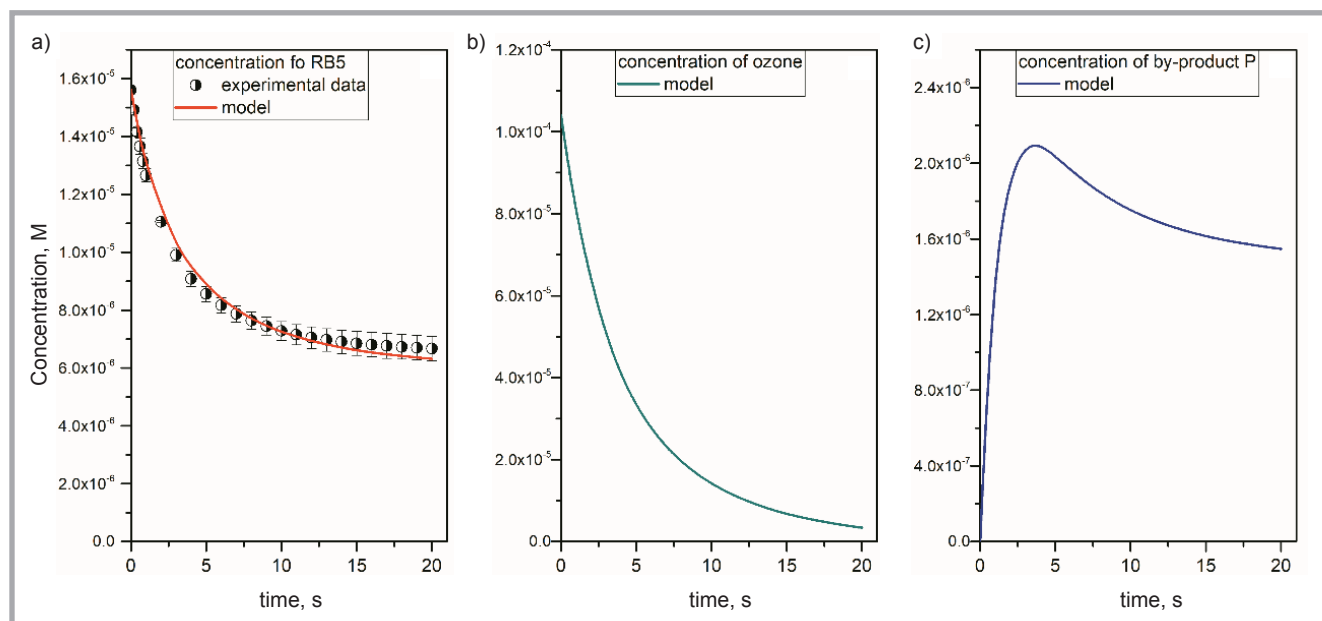 a)
concentration fo RB5
experimental data
model
1.6x10⁻⁵
1.4x10⁻⁵
1.2x10⁻⁵
1.0x10⁻⁵
8.0x10⁻⁶
6.0x10⁻⁶
4.0x10⁻⁶
2.0x10⁻⁶
0.0
0 5 10 15 20
Concentration, M
time, s
b)
concentration of ozone
model
1.2x10⁻⁴
1.0x10⁻⁴
8.0x10⁻⁵
6.0x10⁻⁵
4.0x10⁻⁵
2.0x10⁻⁵
0.0
0 5 10 15 20
time, s
c)
concentration of by-product P
model
2.4x10⁻⁶
2.0x10⁻⁶
1.6x10⁻⁶
1.2x10⁻⁶
8.0x10⁻⁷
4.0x10⁻⁷
0.0
0 5 10 15 20
time, s